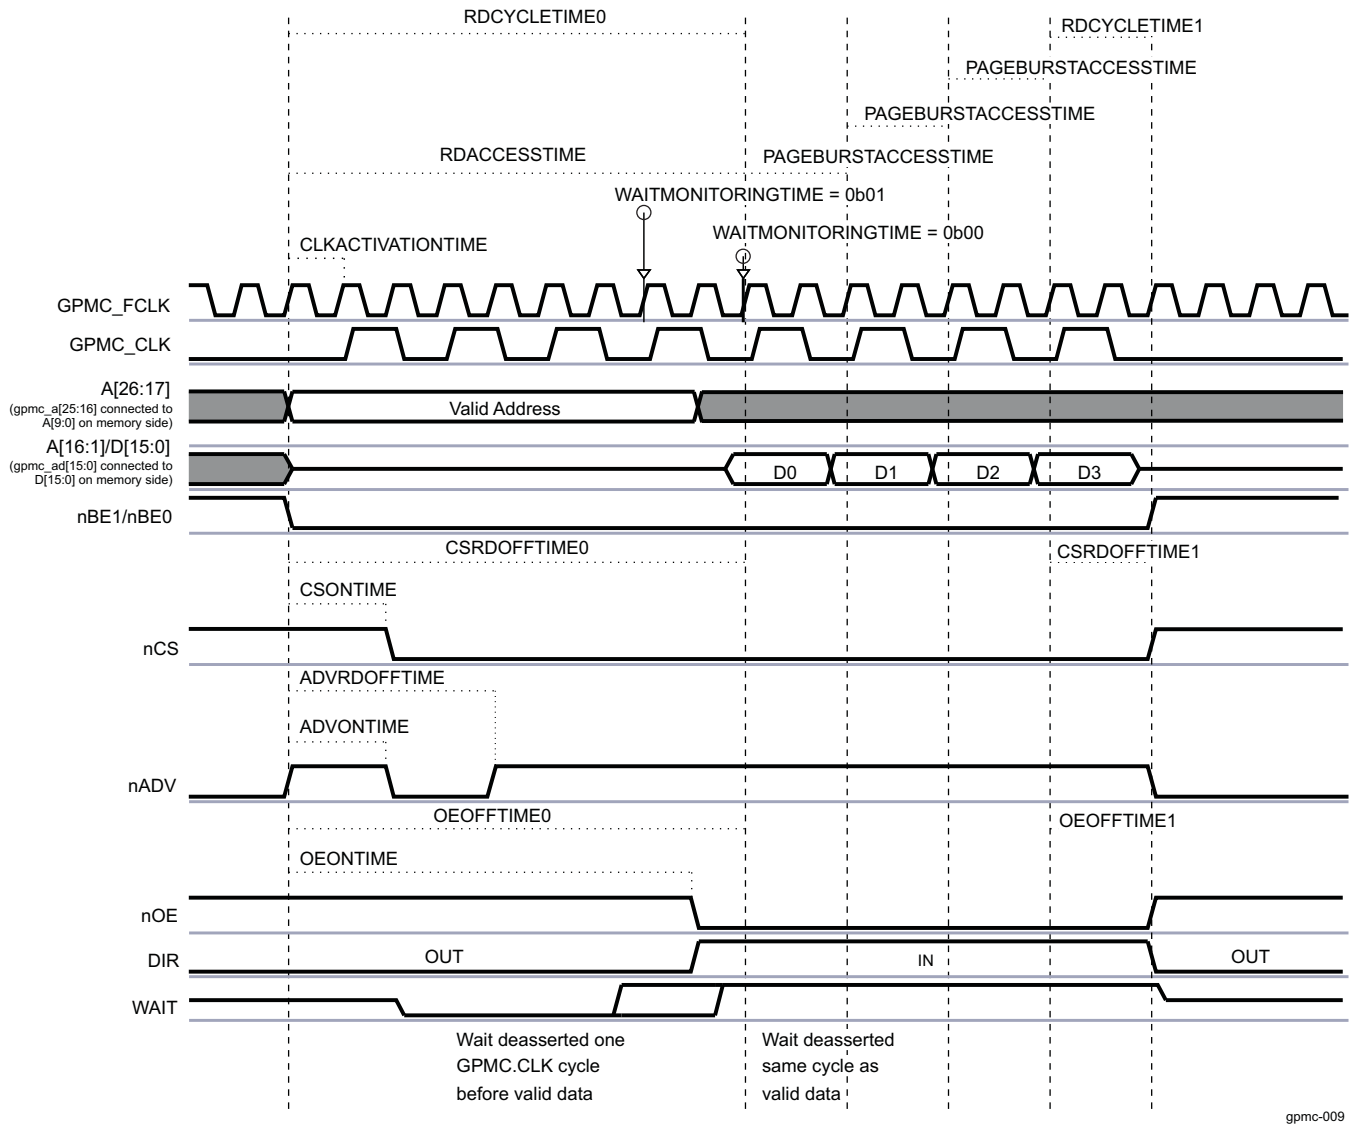 RDCYCLETIME0
RDCYCLETIME1
PAGEBURSTACCESSTIME
PAGEBURSTACCESSTIME
RDACCESSTIME
PAGEBURSTACCESSTIME
WAITMONITORINGTIME = 0b01
WAITMONITORINGTIME = 0b00
CLKACTIVATIONTIME
GPMC_FCLK
GPMC_CLK
A[26:17]
(gpmc_a[25:16] connected to
A[9:0] on memory side)
Valid Address
A[16:1]/D[15:0]
(gpmc_ad[15:0] connected to
D[15:0] on memory side)
D0
D1
D2
D3
nBE1/nBE0
CSRDOFFTIME0
CSRDOFFTIME1
CSONTIME
nCS
ADVRDOFFTIME
ADVONTIME
nADV
OEOFFTIME0
OEOFFTIME1
OEONTIME
nOE
DIR
OUT
IN
OUT
WAIT
Wait deasserted one
GPMC.CLK cycle
before valid data
Wait deasserted
same cycle as
valid data
gpmc-009